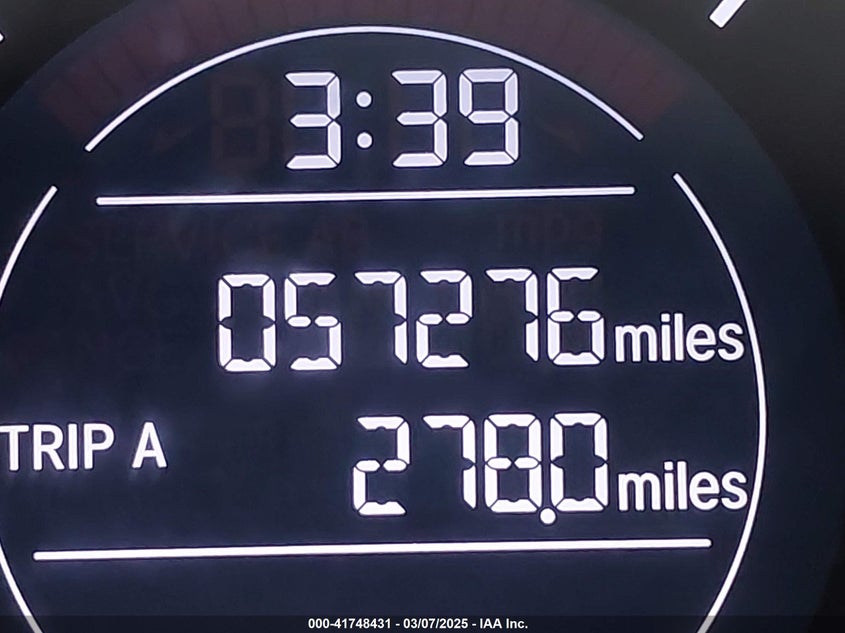 3:39
057276 miles
TRIP A 278.0 miles
000-41748431 - 03/07/2025 - IAA Inc.